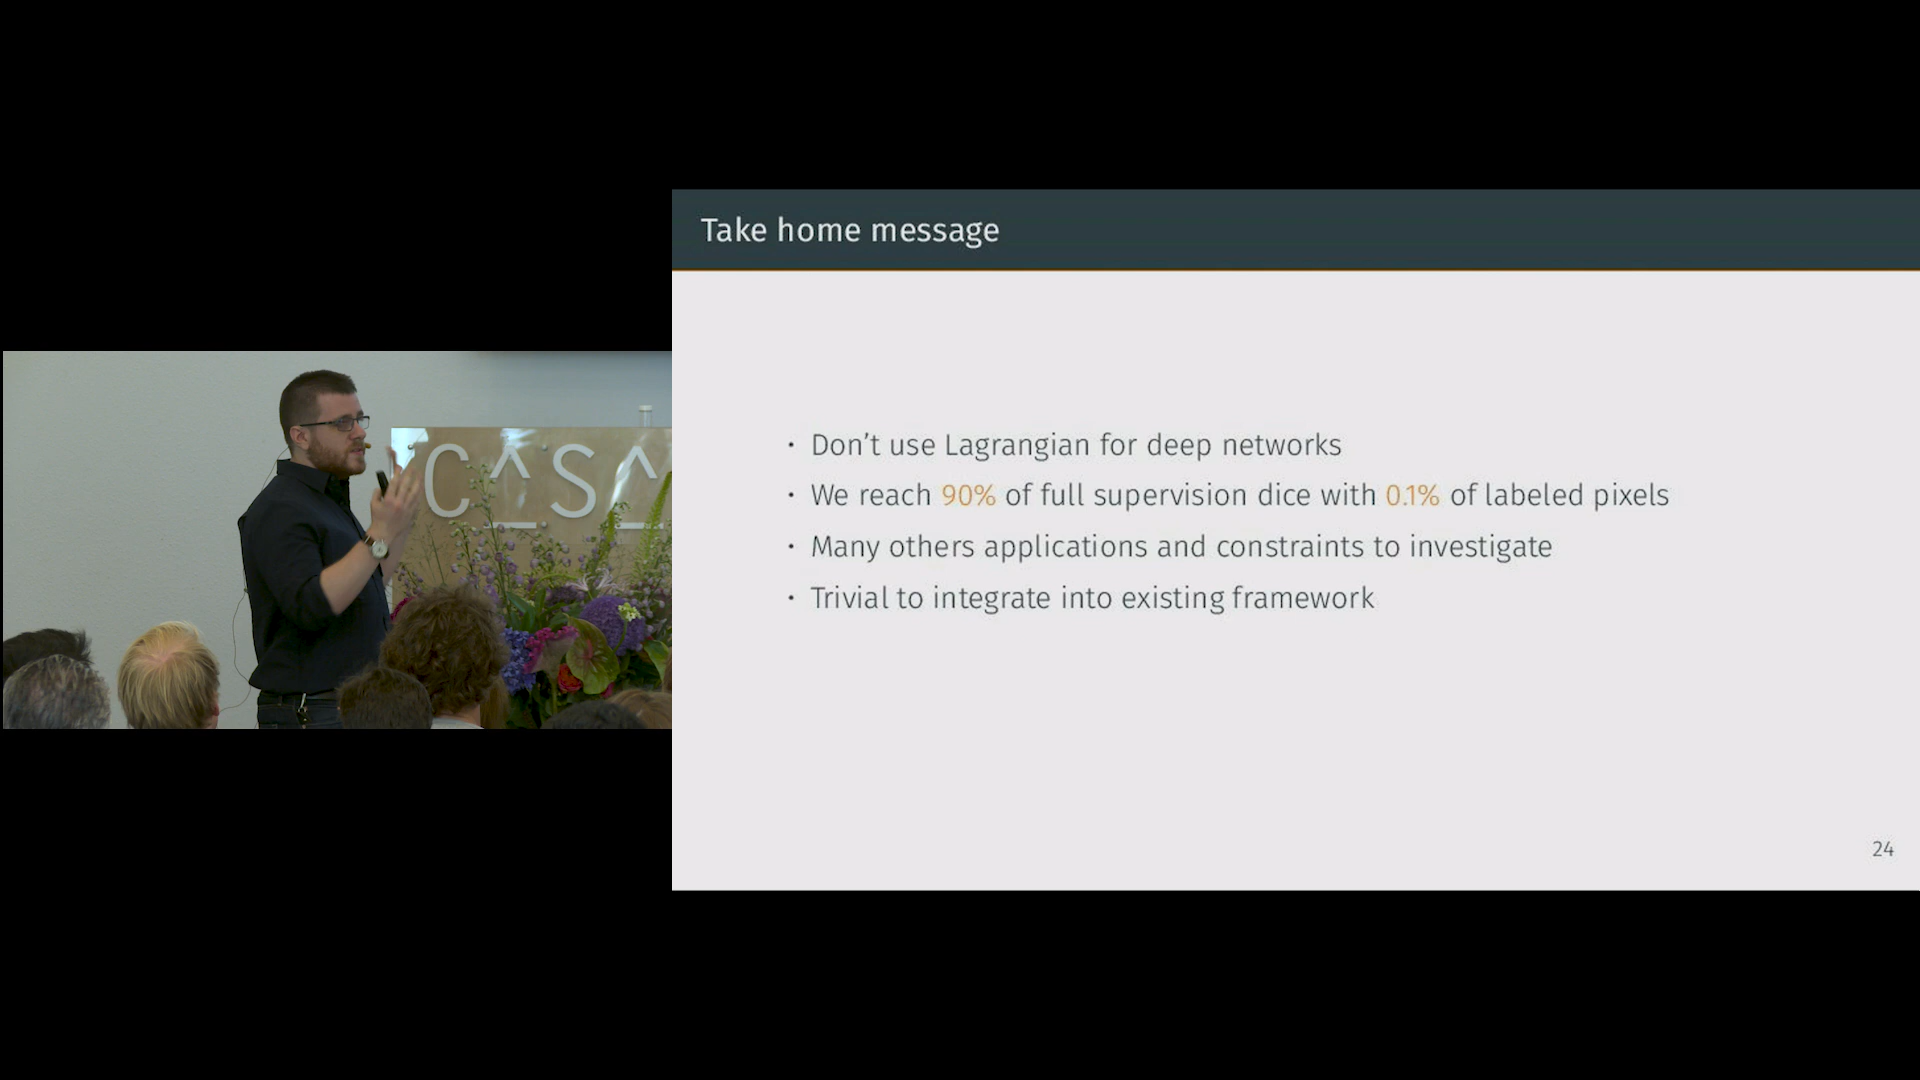 C^S^
Take home message
· Don't use Lagrangian for deep networks
· We reach 90% of full supervision dice with 0.1% of labeled pixels
· Many others applications and constraints to investigate
· Trivial to integrate into existing framework
24